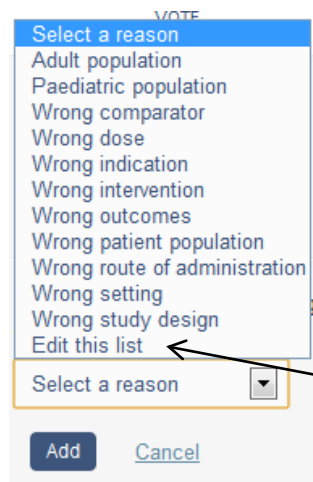 VOTE
Select a reason
Adult population
Paediatric population
Wrong comparator
Wrong dose
Wrong indication
Wrong intervention
Wrong outcomes
Wrong patient population
Wrong route of administration
Wrong setting
Wrong study design
Edit this list
Select a reason
Add Cancel